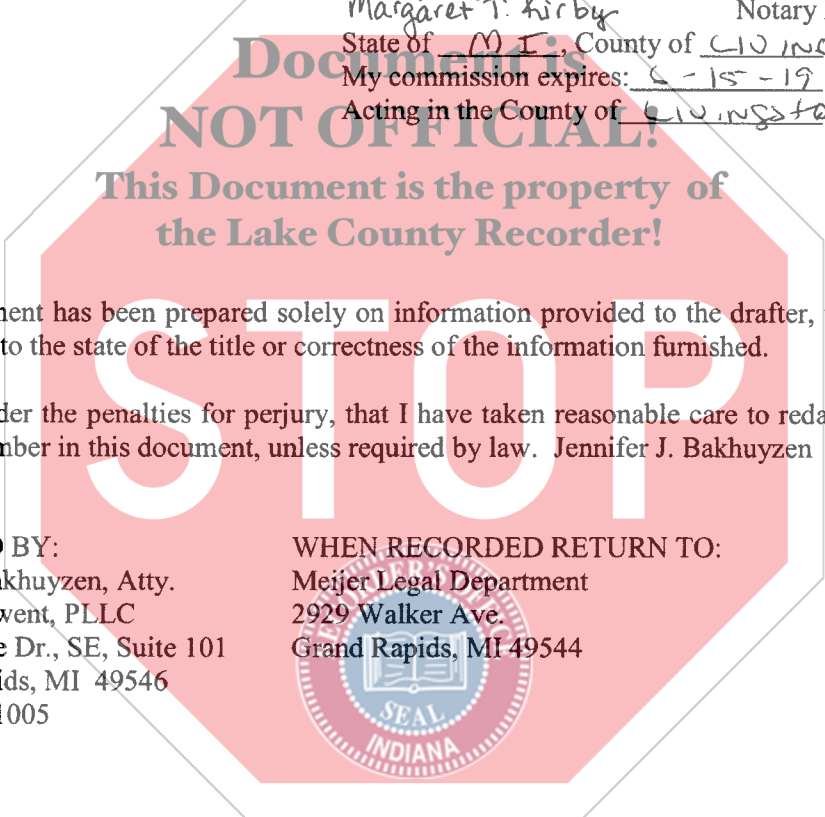 Margaret T. Kirby Notary
State of MI, County of Livings
My commission expires: 6-15-19
Acting in the County of Livingsto
Document is
NOT OFFICIAL!
This Document is the property of
the Lake County Recorder!
ent has been prepared solely on information provided to the drafter,
to the state of the title or correctness of the information furnished.
der the penalties for perjury, that I have taken reasonable care to reda
mber in this document, unless required by law. Jennifer J. Bakhuyzen
STOP
BY:
khuyzen, Atty.
vent, PLLC
e Dr., SE, Suite 101
ids, MI 49546
1005
WHEN RECORDED RETURN TO:
Meijer Legal Department
2929 Walker Ave.
Grand Rapids, MI 49544
SEAL
INDIANA